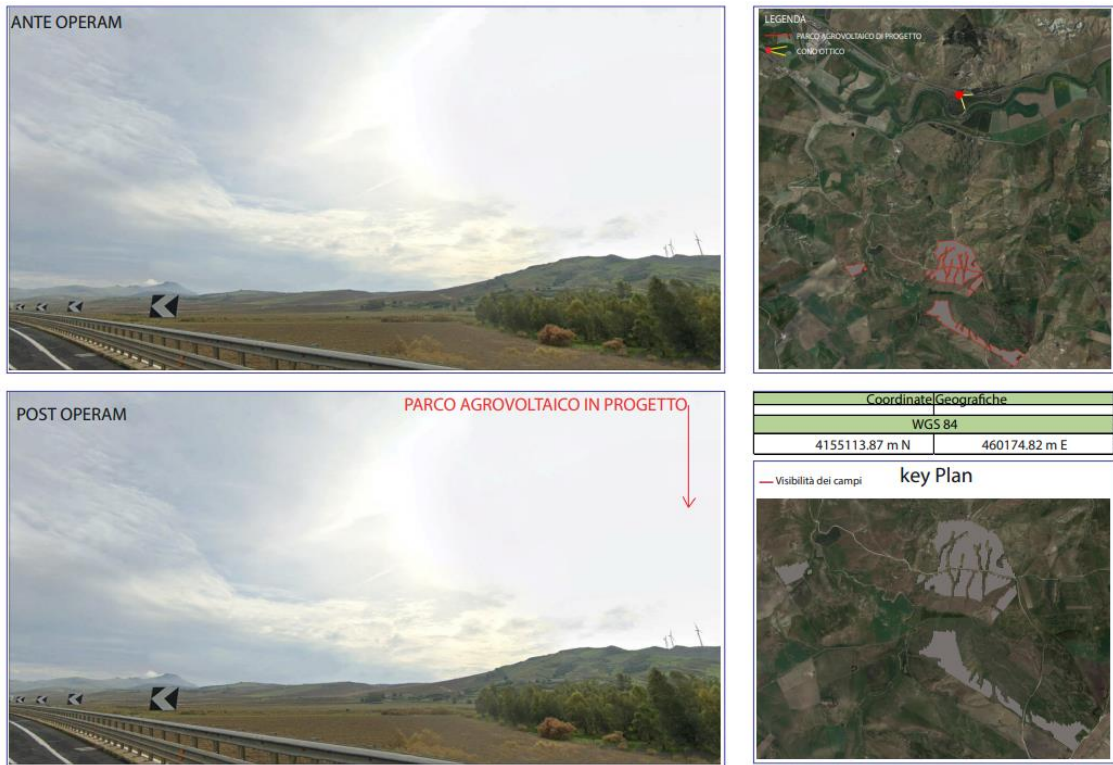 ANTE OPERAM
LEGENDA
PARCO AGROVOLTAICO DI PROGETTO
CONO OTTICO
POST OPERAM
PARCO AGROVOLTAICO IN PROGETTO
Coordinate Geografiche
WGS 84
4155113.87 m N 460174.82 m E
Visibilità dei campi
key Plan